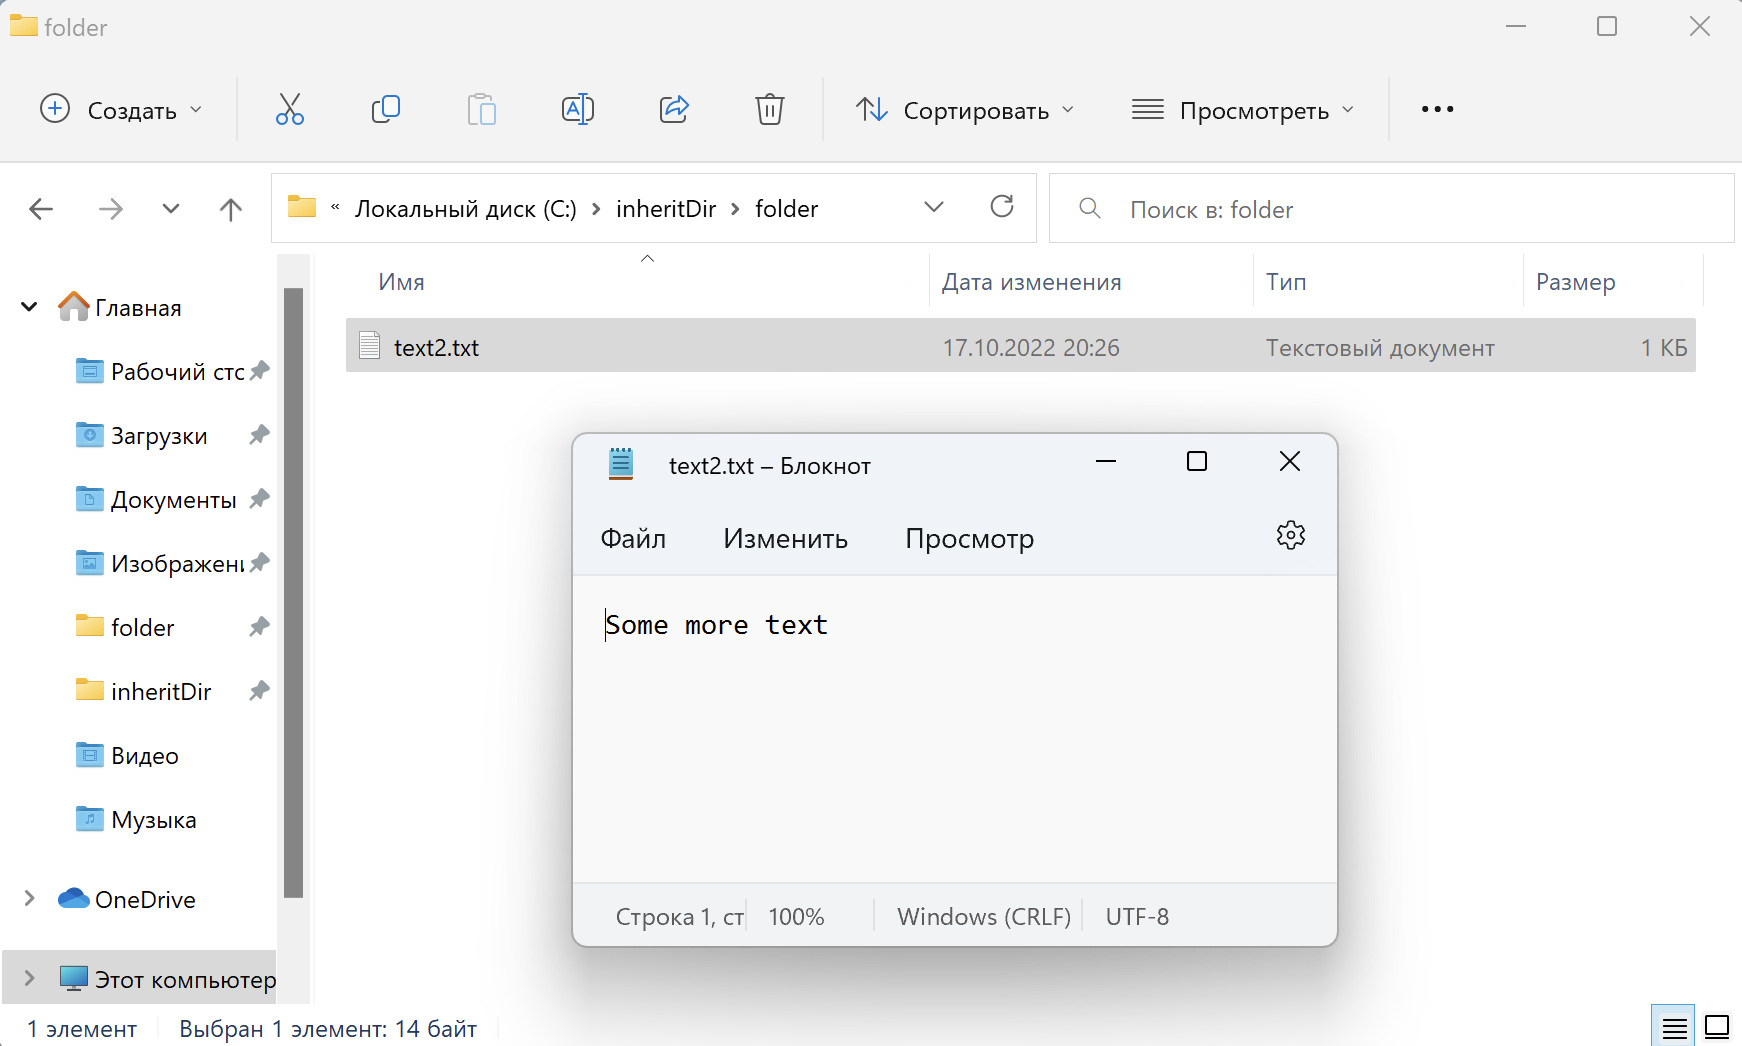 folder
Создать
Сортировать
Просмотреть
« Локальный диск (C:) › inheritDir › folder
Поиск в: folder
Имя
Дата изменения
Тип
Размер
text2.txt
17.10.2022 20:26
Текстовый документ
1 КБ
Главная
Рабочий стс
Загрузки
Документы
Изображени
folder
inheritDir
Видео
Музыка
OneDrive
Этот компьютер
text2.txt – Блокнот
Файл
Изменить
Просмотр
Some more text
Строка 1, ст
100%
Windows (CRLF)
UTF-8
1 элемент
Выбран 1 элемент: 14 байт